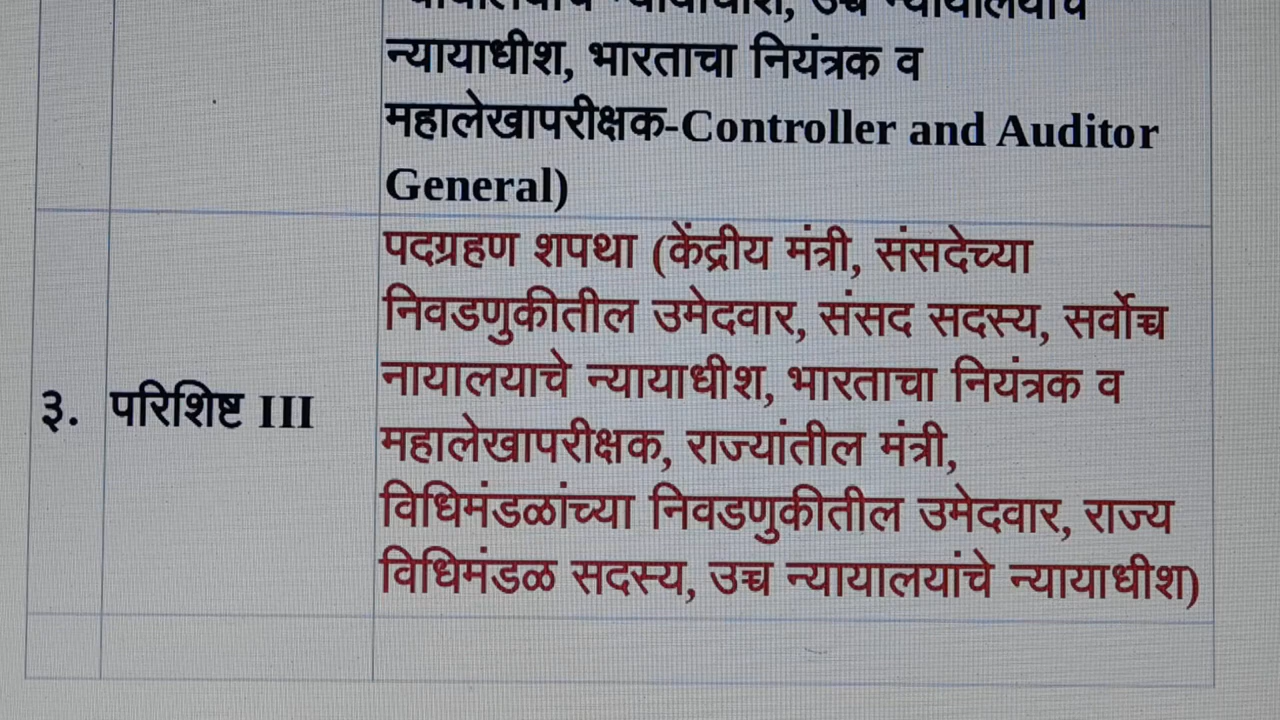 न्यायाधीश, भारताचा नियंत्रक व
महालेखापरीक्षक-Controller and Auditor
General)
पदग्रहण शपथा (केंद्रीय मंत्री, संसदेच्या
निवडणुकीतील उमेदवार, संसद सदस्य, सर्वोच्च
३. परिशिष्ट III
नायालयाचे न्यायाधीश, भारताचा नियंत्रक व
महालेखापरीक्षक, राज्यांतील मंत्री,
विधिमंडळांच्या निवडणुकीतील उमेदवार, राज्य
विधिमंडळ सदस्य, उच्च न्यायालयांचे न्यायाधीश)